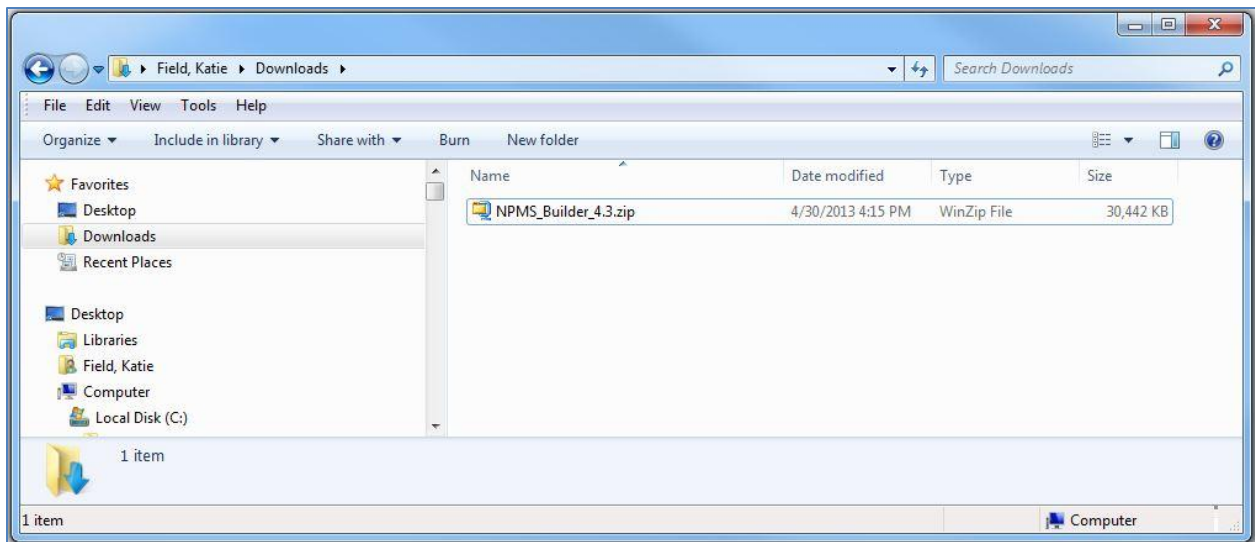 Field, Katie Downloads
Search Downloads
File Edit View Tools Help
Organize Include in library Share with Burn New folder
Favorites
Desktop
Downloads
Recent Places
Desktop
Libraries
Field, Katie
Computer
Local Disk (C:)
Name Date modified Type Size
NPMS_Builder_4.3.zip 4/30/2013 4:15 PM WinZip File 30,442 KB
1 item
1 item Computer